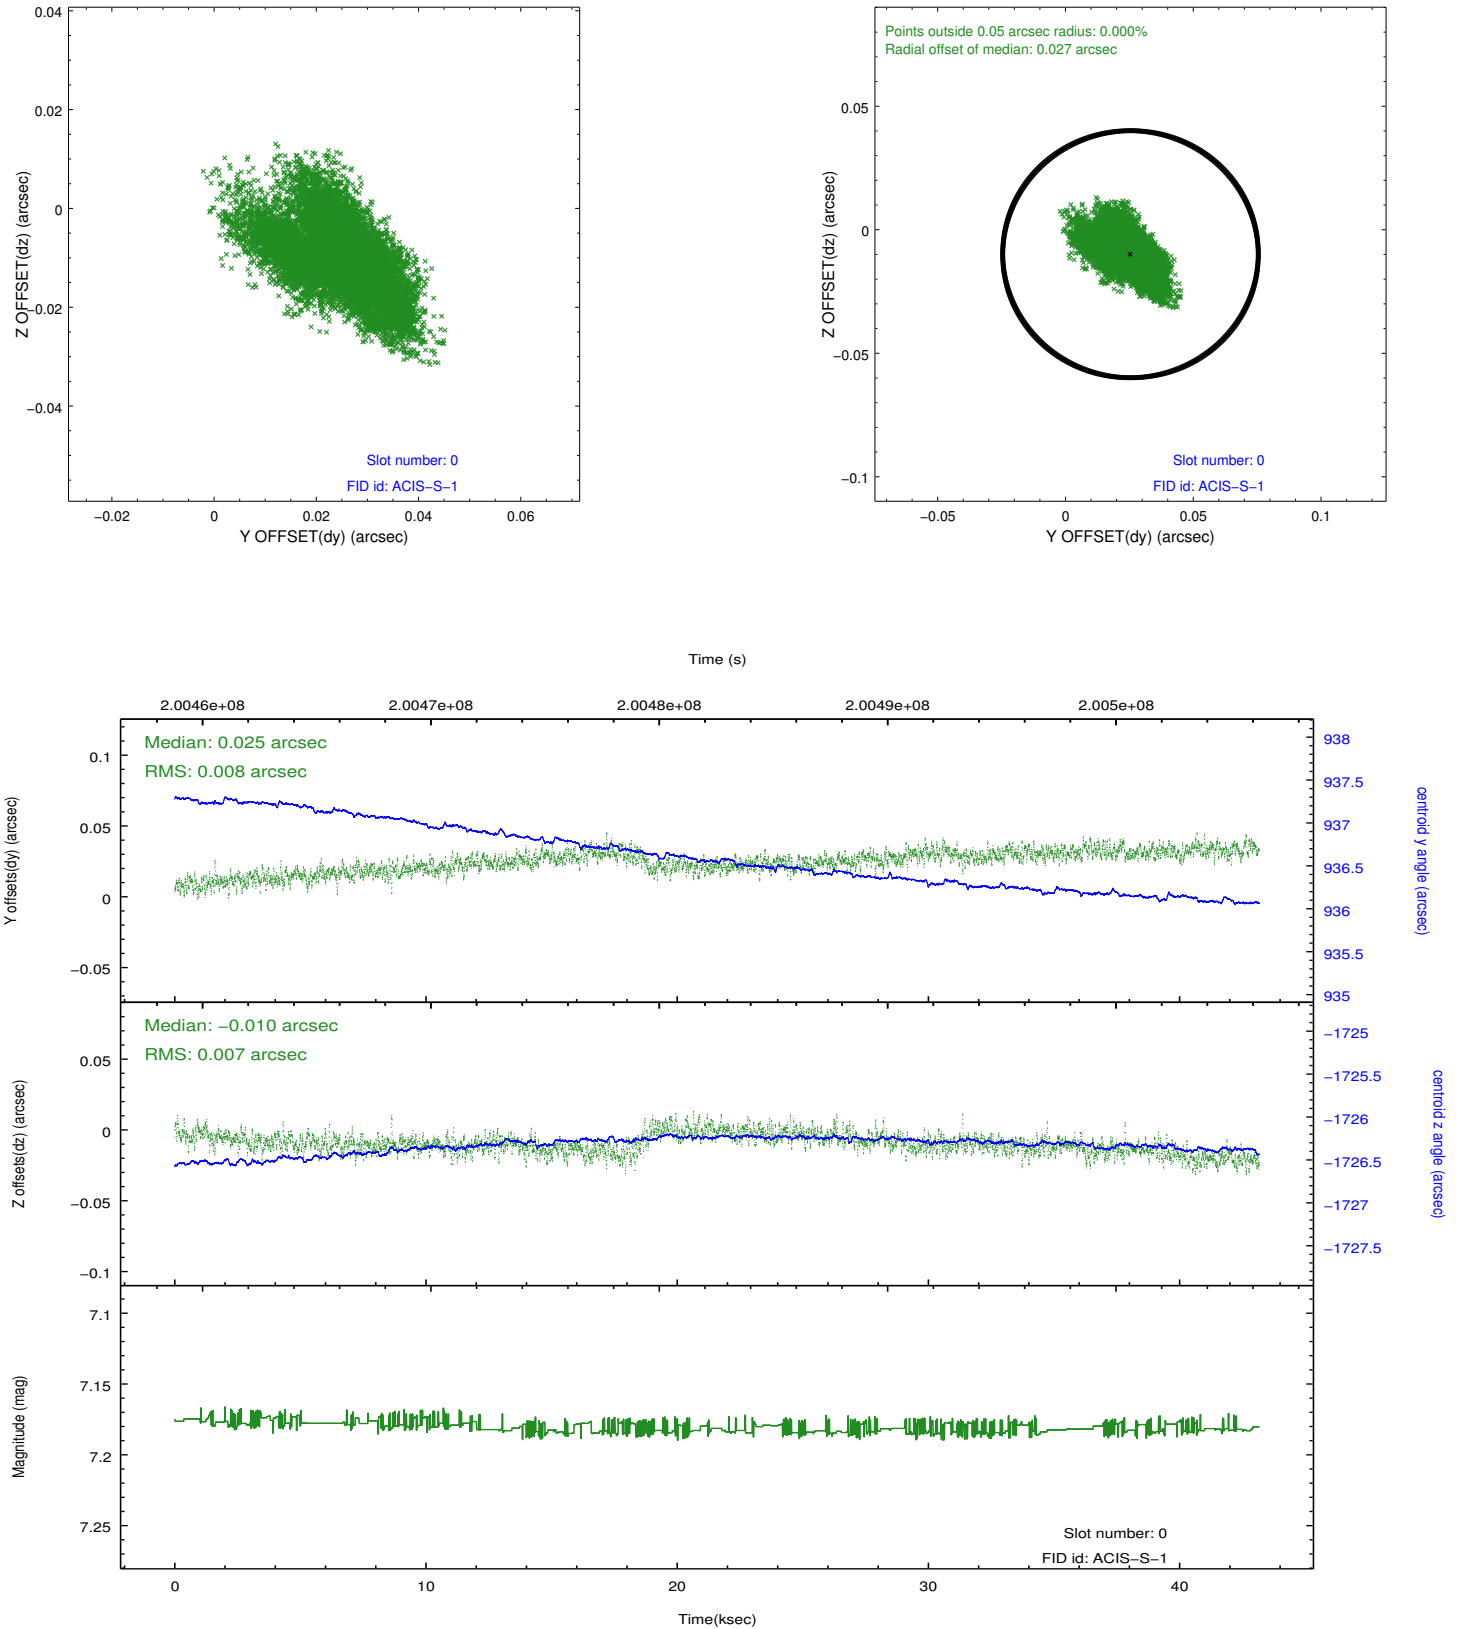 0.04
0.02
0
−0.02
−0.04
Z OFFSET(dz) (arcsec)
Slot number: 0
FID id: ACIS−S−1
−0.02
0
0.02
0.04
0.06
Y OFFSET(dy) (arcsec)
Points outside 0.05 arcsec radius: 0.000%
Radial offset of median: 0.027 arcsec
0.05
0
−0.05
−0.1
Z OFFSET(dz) (arcsec)
Slot number: 0
FID id: ACIS−S−1
−0.05
0
0.05
0.1
Y OFFSET(dy) (arcsec)
Time (s)
2.0046e+08
2.0047e+08
2.0048e+08
2.0049e+08
2.005e+08
Median: 0.025 arcsec
RMS: 0.008 arcsec
0.1
0.05
0
−0.05
Y offsets(dy) (arcsec)
938
937.5
937
936.5
936
935.5
935
centroid y angle (arcsec)
Median: −0.010 arcsec
RMS: 0.007 arcsec
0.05
0
−0.05
−0.1
Z offsets(dz) (arcsec)
−1725
−1725.5
−1726
−1726.5
−1727
−1727.5
centroid z angle (arcsec)
7.1
7.15
7.2
7.25
Magnitude (mag)
Slot number: 0
FID id: ACIS−S−1
0
10
20
30
40
Time(ksec)